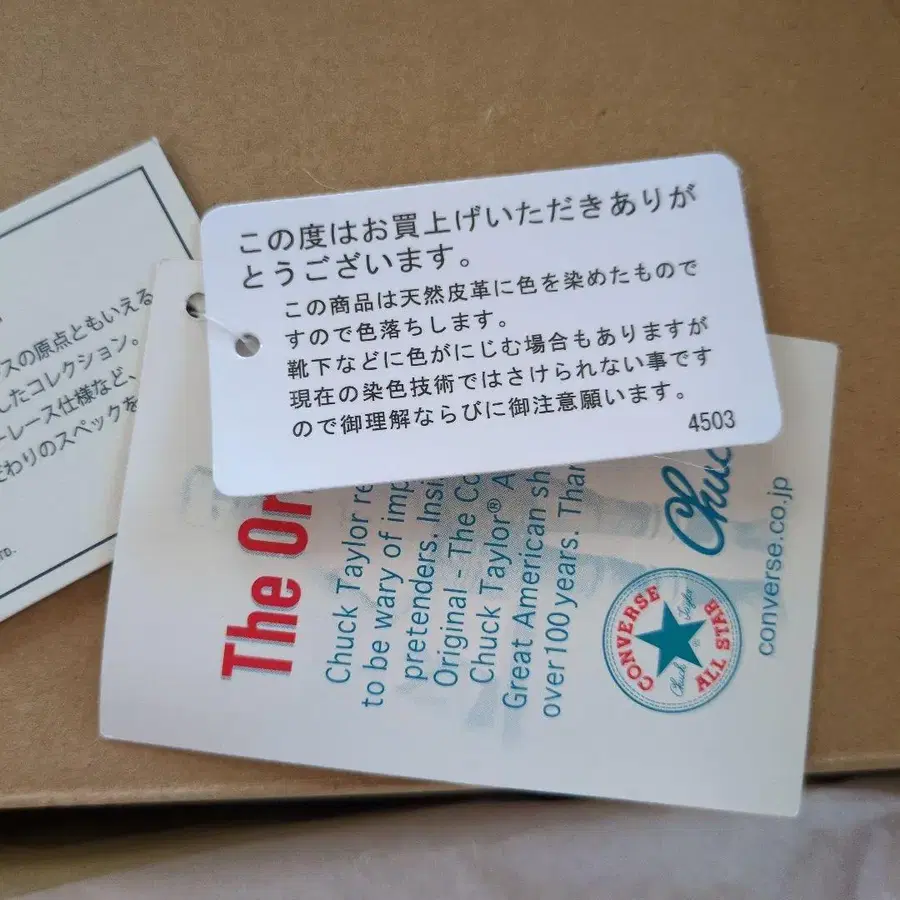 この度はお買上げいただきありが
とうございます。
この商品は天然皮革に色を染めたもので
すので色落ちします。
靴下などに色がにじむ場合もありますが
現在の染色技術ではさけられない事です
ので御理解ならびに御注意願います。
4503
スの原点ともいえる
したコレクション。
レース仕様など、
だわりのスペックを
TD.
The Or
Chuck Taylor re
to be wary of imp
pretenders. Insi
Original - The Co
Chuck Taylor® A
Great American sh
over 100 years. Tha
Chuc
CONVERSE
ALL STAR
Chuck Taylor
®
converse.co.jp